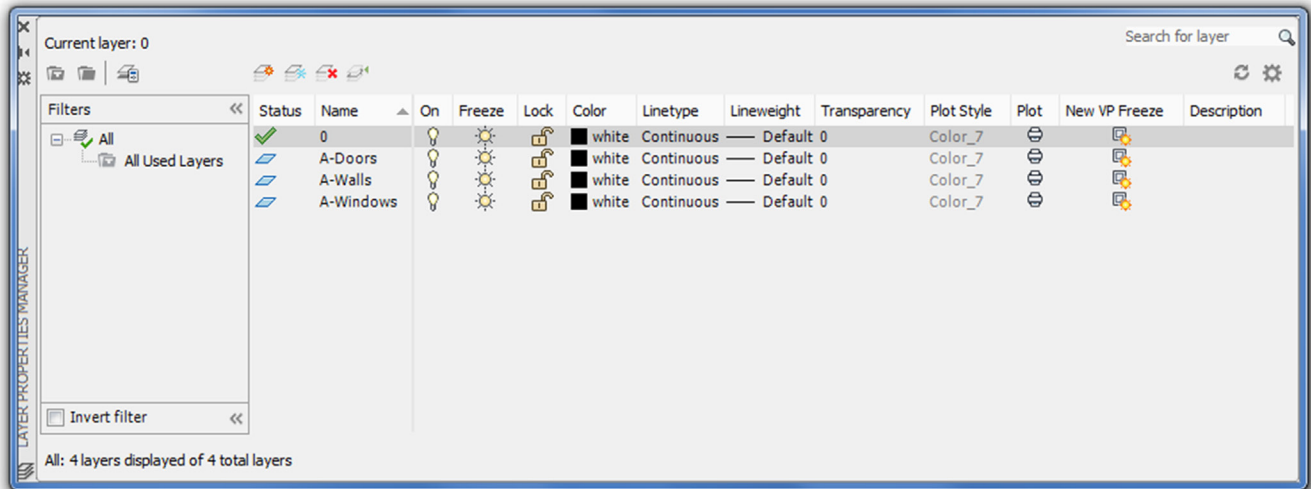 Current layer: 0
Search for layer
Filters
Status Name On Freeze Lock Color Linetype Lineweight Transparency Plot Style Plot New VP Freeze Description
All
0 white Continuous Default 0 Color_7
All Used Layers
A-Doors white Continuous Default 0 Color_7
A-Walls white Continuous Default 0 Color_7
A-Windows white Continuous Default 0 Color_7
LAYER PROPERTIES MANAGER
Invert filter
All: 4 layers displayed of 4 total layers